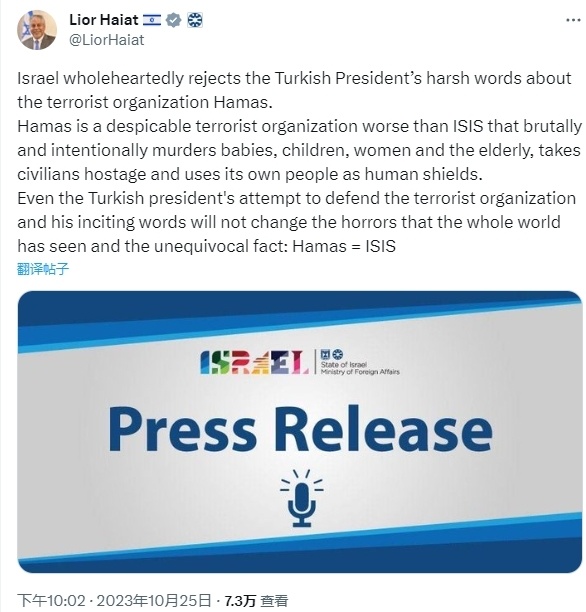 Lior Haiat
@LiorHaiat
Israel wholeheartedly rejects the Turkish President’s harsh words about
the terrorist organization Hamas.
Hamas is a despicable terrorist organization worse than ISIS that brutally
and intentionally murders babies, children, women and the elderly, takes
civilians hostage and uses its own people as human shields.
Even the Turkish president's attempt to defend the terrorist organization
and his inciting words will not change the horrors that the whole world
has seen and the unequivocal fact: Hamas = ISIS
翻译帖子
ISRAEL
State of Israel
Ministry of Foreign Affairs
Press Release
下午10:02 · 2023年10月25日 · 7.3万 查看